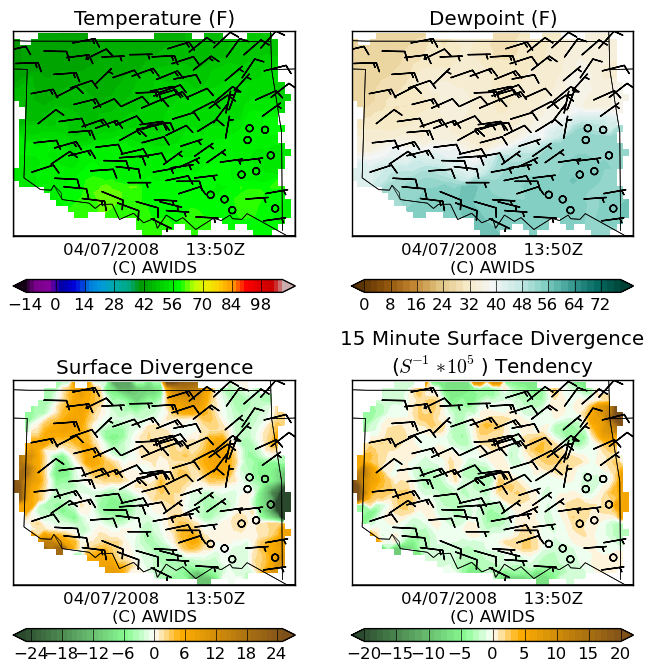 Temperature (F)
04/07/2008 13:50Z
(C) AWIDS
−14 0 14 28 42 56 70 84 98
Dewpoint (F)
04/07/2008 13:50Z
(C) AWIDS
0 8 16 24 32 40 48 56 64 72
Surface Divergence
04/07/2008 13:50Z
(C) AWIDS
−24 −18 −12 −6 0 6 12 18 24
15 Minute Surface Divergence
(S⁻¹ ∗10⁵ ) Tendency
04/07/2008 13:50Z
(C) AWIDS
−20 −15 −10 −5 0 5 10 15 20